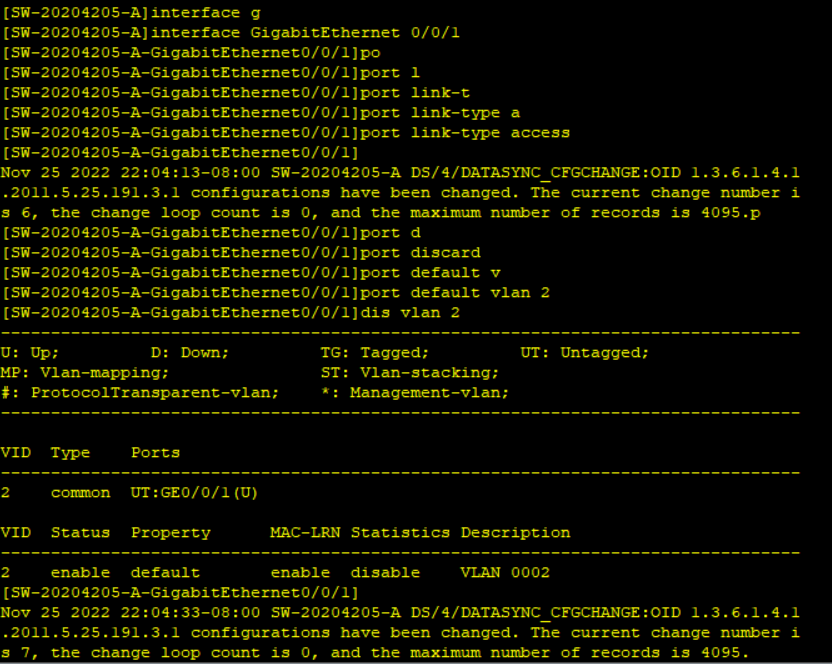 [SW-20204205-A]interface g
[SW-20204205-A]interface GigabitEthernet 0/0/1
[SW-20204205-A-GigabitEthernet0/0/1]po
[SW-20204205-A-GigabitEthernet0/0/1]port l
[SW-20204205-A-GigabitEthernet0/0/1]port link-t
[SW-20204205-A-GigabitEthernet0/0/1]port link-type a
[SW-20204205-A-GigabitEthernet0/0/1]port link-type access
[SW-20204205-A-GigabitEthernet0/0/1]
Nov 25 2022 22:04:13-08:00 SW-20204205-A DS/4/DATASYNC_CFGCHANGE:OID 1.3.6.1.4.1
.2011.5.25.191.3.1 configurations have been changed. The current change number i
s 6, the change loop count is 0, and the maximum number of records is 4095.p
[SW-20204205-A-GigabitEthernet0/0/1]port d
[SW-20204205-A-GigabitEthernet0/0/1]port discard
[SW-20204205-A-GigabitEthernet0/0/1]port default v
[SW-20204205-A-GigabitEthernet0/0/1]port default vlan 2
[SW-20204205-A-GigabitEthernet0/0/1]dis vlan 2
--------------------------------------------------------------------------------
U: Up;         D: Down;         TG: Tagged;         UT: Untagged;
MP: Vlan-mapping;               ST: Vlan-stacking;
#: ProtocolTransparent-vlan;    *: Management-vlan;
--------------------------------------------------------------------------------
VID  Type    Ports
--------------------------------------------------------------------------------
2    common  UT:GE0/0/1(U)
VID  Status  Property      MAC-LRN Statistics Description
--------------------------------------------------------------------------------
2    enable  default       enable  disable    VLAN 0002
[SW-20204205-A-GigabitEthernet0/0/1]
Nov 25 2022 22:04:33-08:00 SW-20204205-A DS/4/DATASYNC_CFGCHANGE:OID 1.3.6.1.4.1
.2011.5.25.191.3.1 configurations have been changed. The current change number i
s 7, the change loop count is 0, and the maximum number of records is 4095.